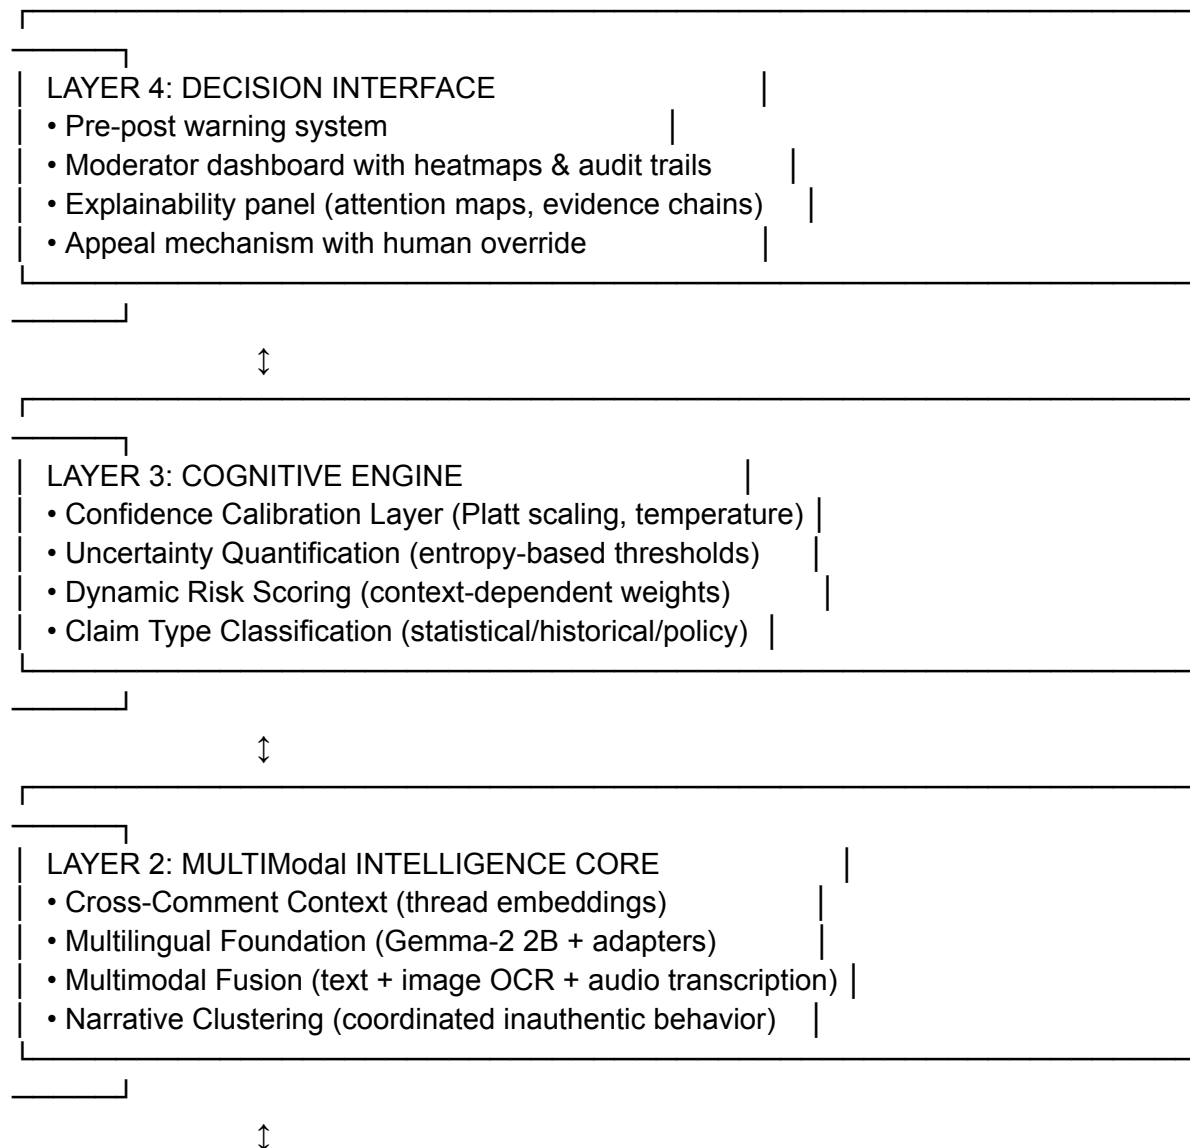 LAYER 4: DECISION INTERFACE
• Pre-post warning system
• Moderator dashboard with heatmaps & audit trails
• Explainability panel (attention maps, evidence chains)
• Appeal mechanism with human override
↕
LAYER 3: COGNITIVE ENGINE
• Confidence Calibration Layer (Platt scaling, temperature)
• Uncertainty Quantification (entropy-based thresholds)
• Dynamic Risk Scoring (context-dependent weights)
• Claim Type Classification (statistical/historical/policy)
↕
LAYER 2: MULTIModal INTELLIGENCE CORE
• Cross-Comment Context (thread embeddings)
• Multilingual Foundation (Gemma-2 2B + adapters)
• Multimodal Fusion (text + image OCR + audio transcription)
• Narrative Clustering (coordinated inauthentic behavior)
↕